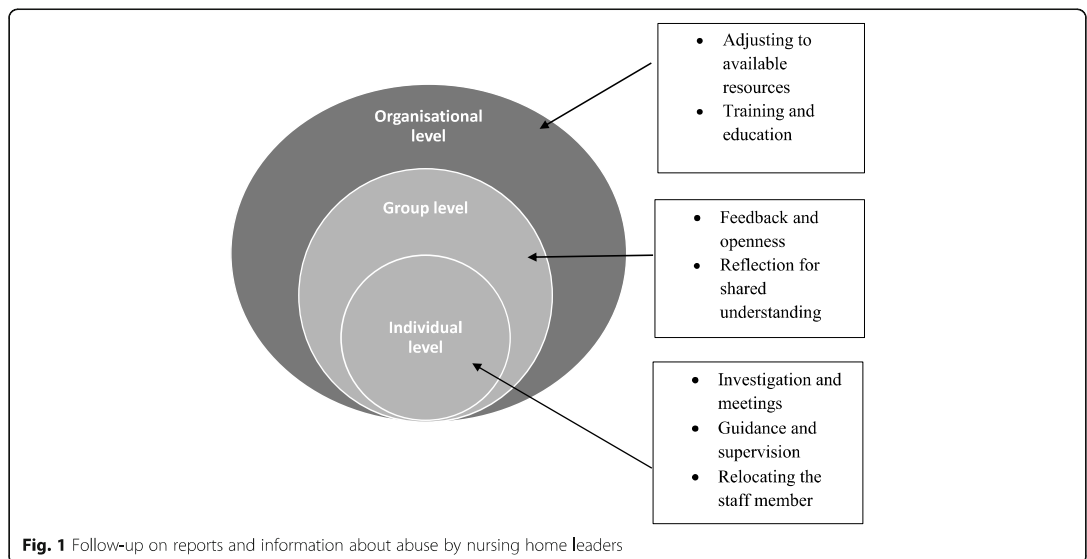 Organisational
level
Group level
Individual
level
• Adjusting to
available
resources
• Training and
education
• Feedback and
openness
• Reflection for
shared
understanding
• Investigation and
meetings
• Guidance and
supervision
• Relocating the
staff member
Fig. 1 Follow-up on reports and information about abuse by nursing home leaders